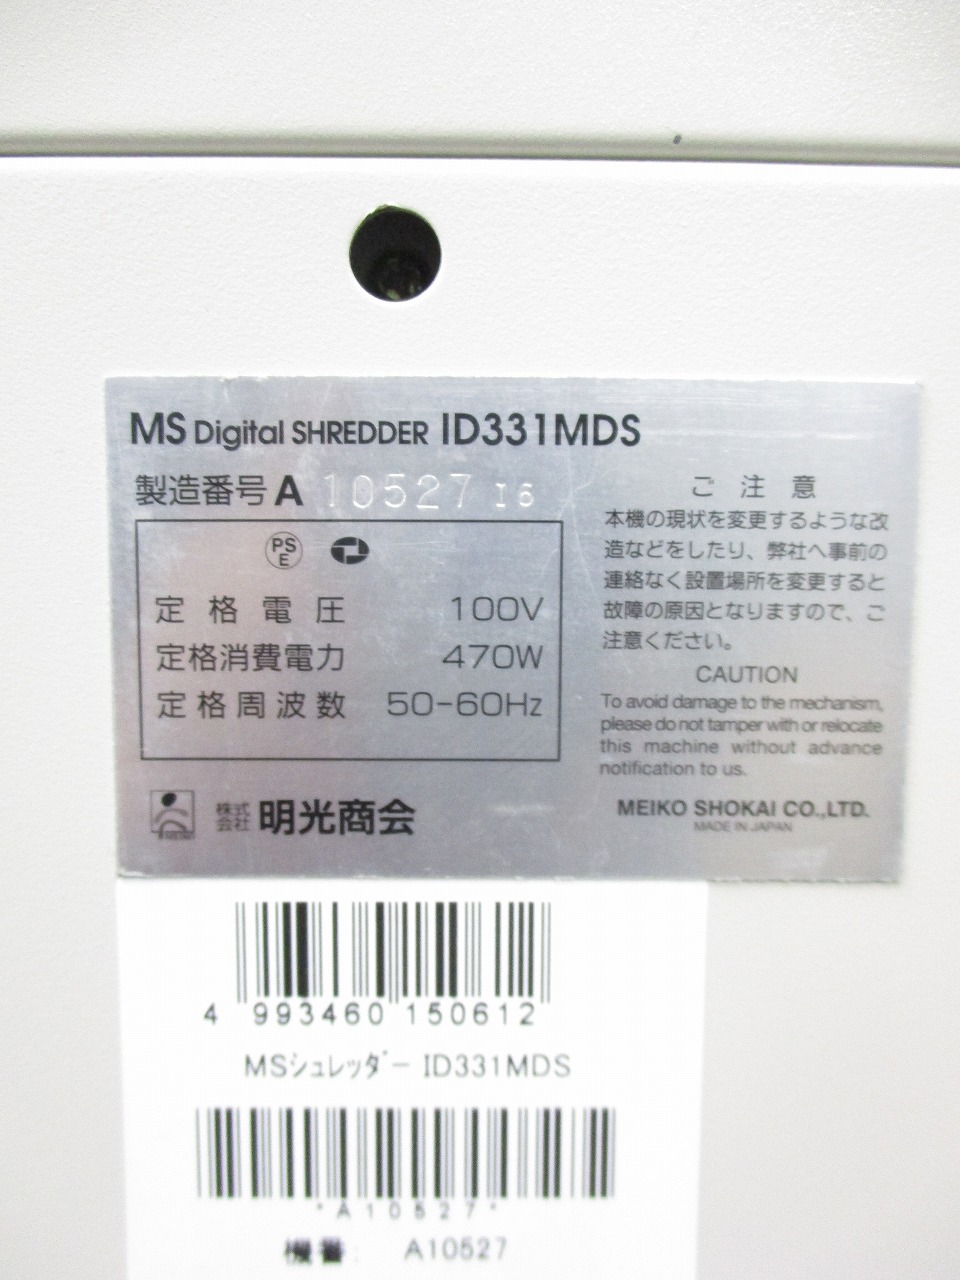 MS Digital SHREDDER ID331MDS
製造番号 A 10527 I6
PS
E
定格電圧 100V
定格消費電力 470W
定格周波数 50-60Hz
株式
会社 明光商会
ご注意
本機の現状を変更するような改
造などをしたり、弊社へ事前の
連絡なく設置場所を変更すると
故障の原因となりますので、ご
注意ください。
CAUTION
To avoid damage to the mechanism,
please do not tamper with or relocate
this machine without advance
notification to us.
MEIKO SHOKAI CO.,LTD.
MADE IN JAPAN
4 993460 150612
MSシュレッダー ID331MDS
*A10527*
機番: A10527